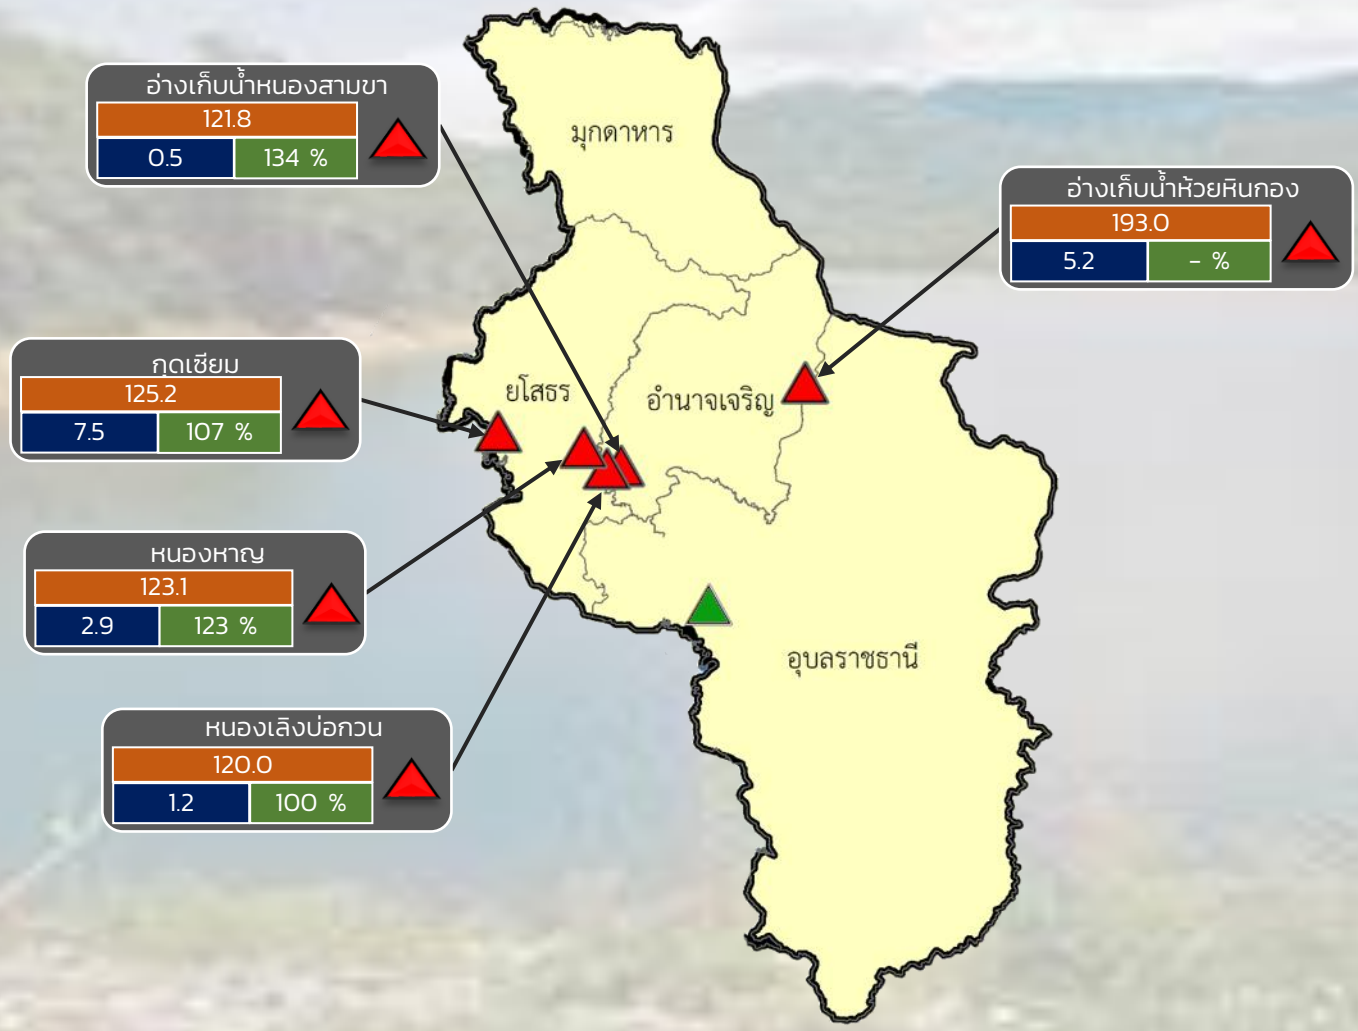 อ่างเก็บน้ำหนองสามขา
121.8
0.5 134 %
มุกดาหาร
อ่างเก็บน้ำห้วยหินกอง
193.0
5.2 - %
กุดเซียม
125.2
7.5 107 %
ยโสธร
อำนาจเจริญ
หนองหาญ
123.1
2.9 123 %
อุบลราชธานี
หนองเลิงบ่อกวน
120.0
1.2 100 %